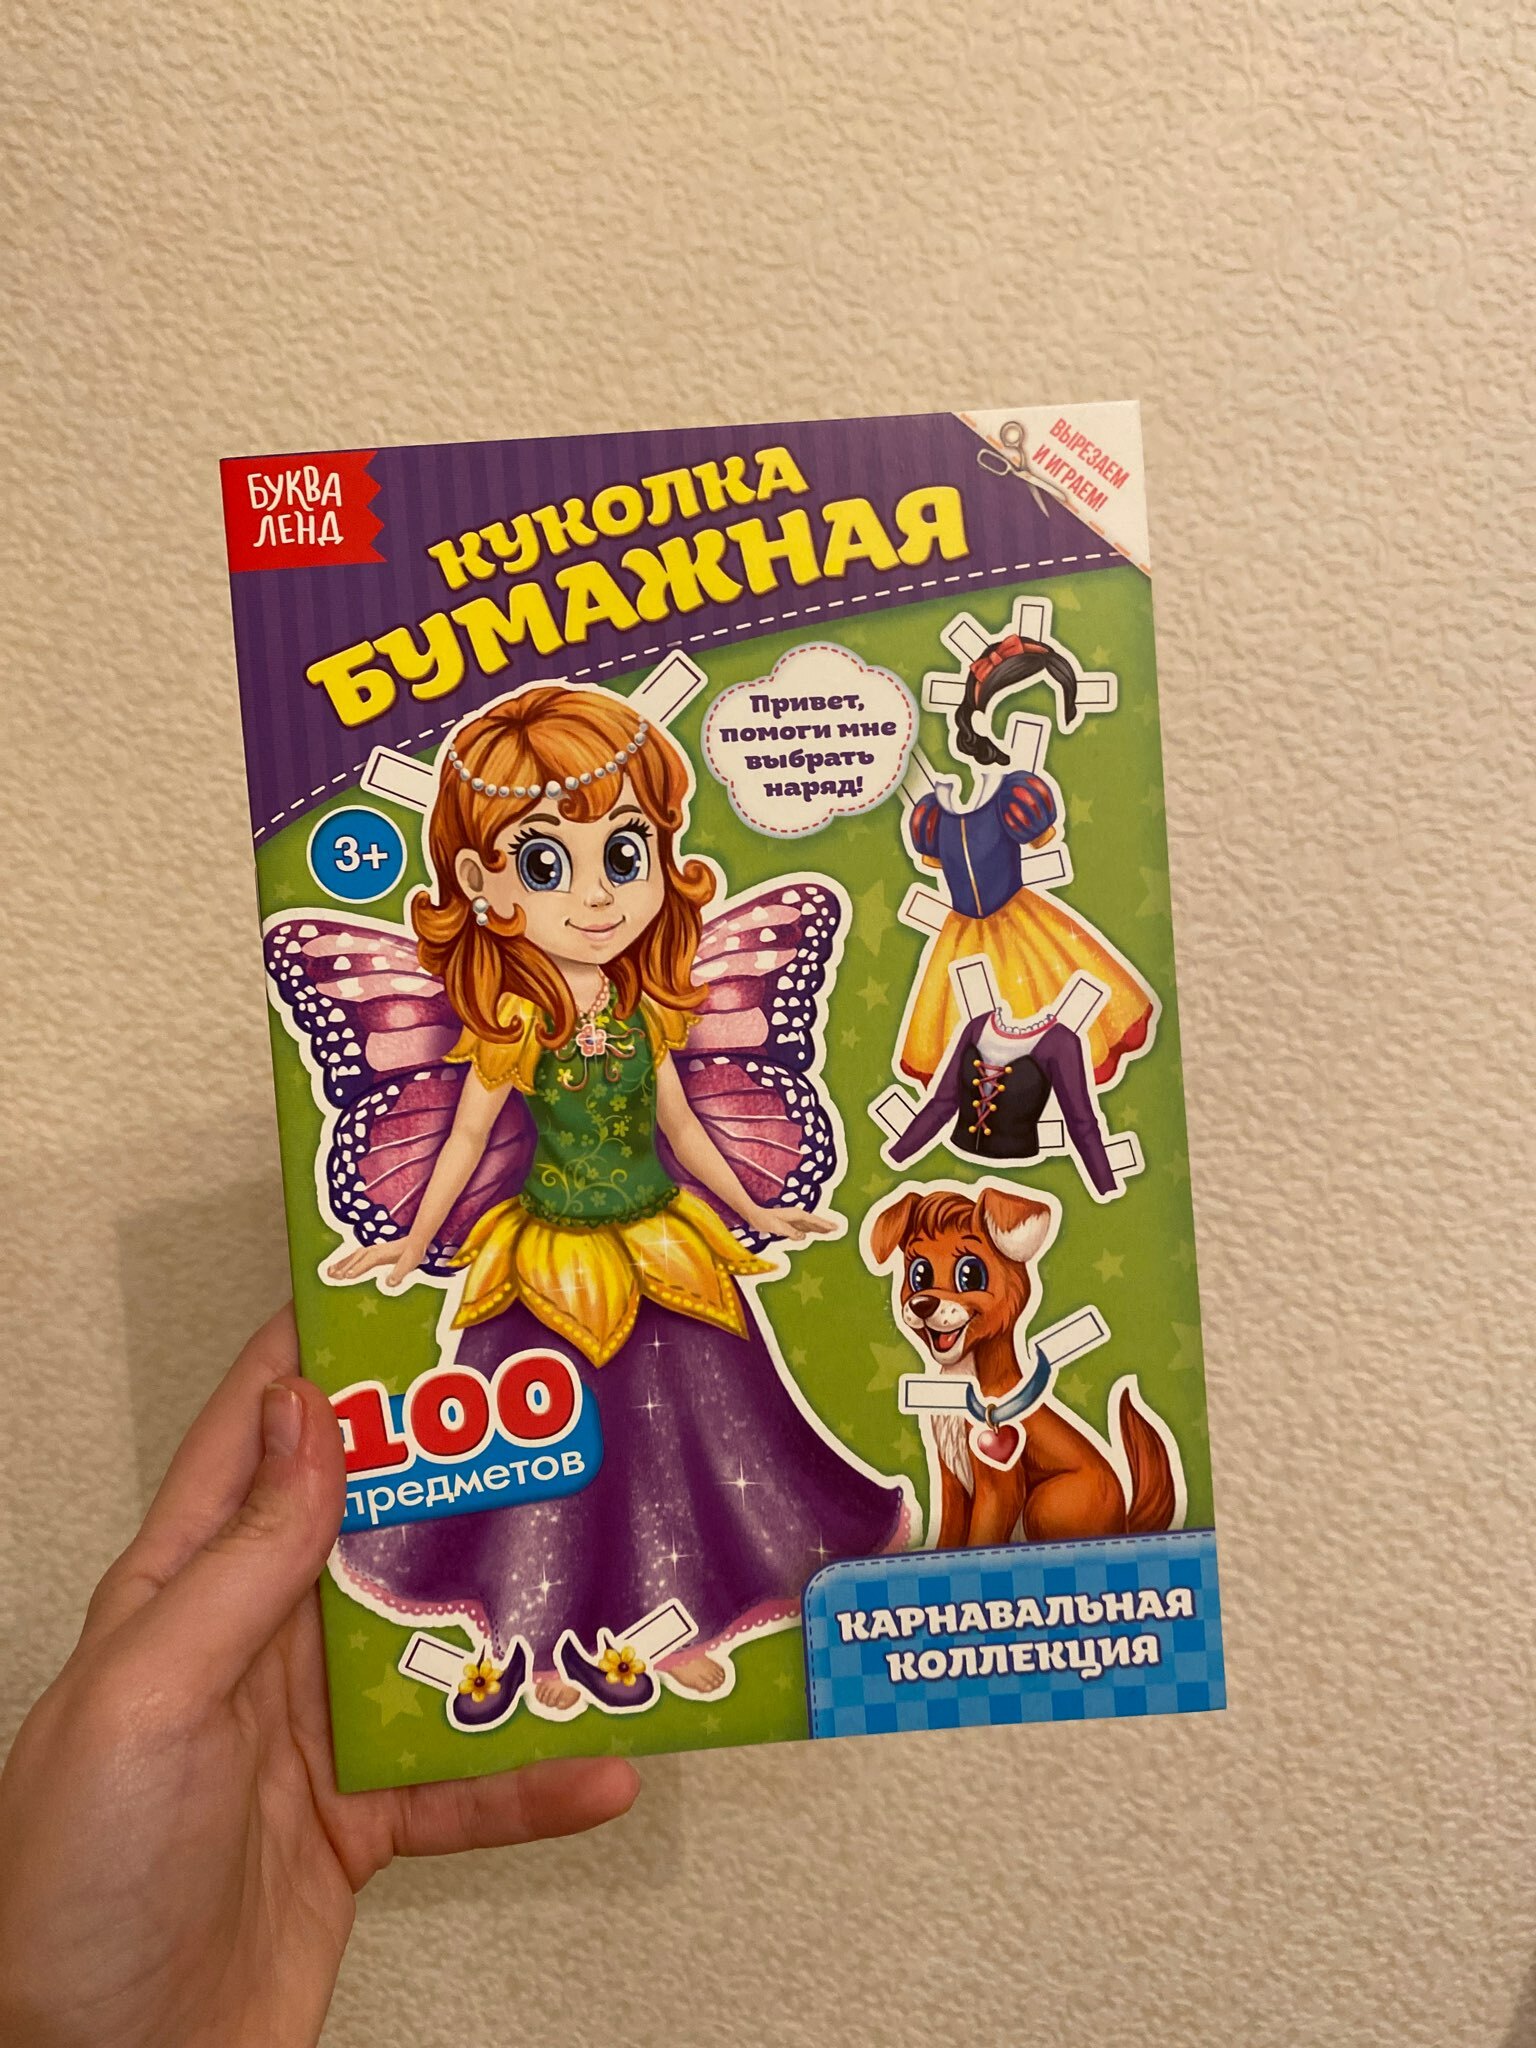 БУКВА
ЛЕНД
КУКОЛКА
БУМАЖНАЯ
ВЫРЕЗАЕМ
И ИГРАЕМ!
Привет,
помоги мне
выбрать
наряд!
3+
100
предметов
КАРНАВАЛЬНАЯ
КОЛЛЕКЦИЯ